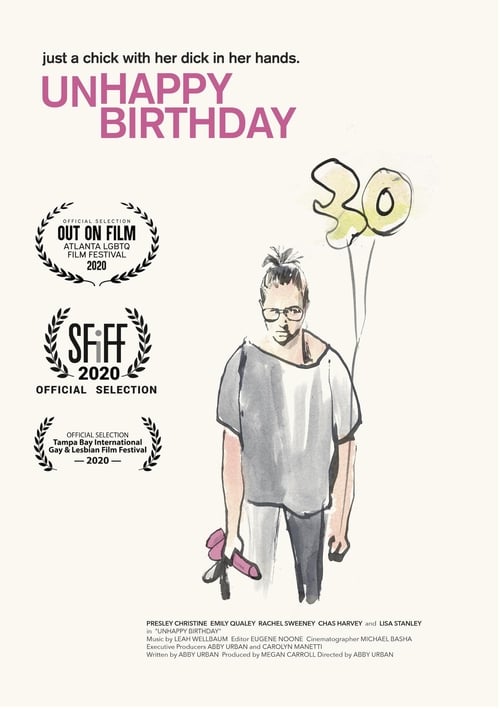 just a chick with her dick in her hands.
UNHAPPY
BIRTHDAY
30
OFFICIAL SELECTION
OUT ON FILM
ATLANTA LGBTQ
FILM FESTIVAL
2020
SFiFF
2020
OFFICIAL SELECTION
OFFICIAL SELECTION
Tampa Bay International
Gay & Lesbian Film Festival
— 2020 —
PRESLEY CHRISTINE EMILY QUALEY RACHEL SWEENEY CHAS HARVEY and LISA STANLEY
in "UNHAPPY BIRTHDAY"
Music by LEAH WELLBAUM Editor EUGENE NOONE Cinematographer MICHAEL BASHA
Executive Producers ABBY URBAN and CAROLYN MANETTI
Written by ABBY URBAN Produced by MEGAN CARROLL Directed by ABBY URBAN